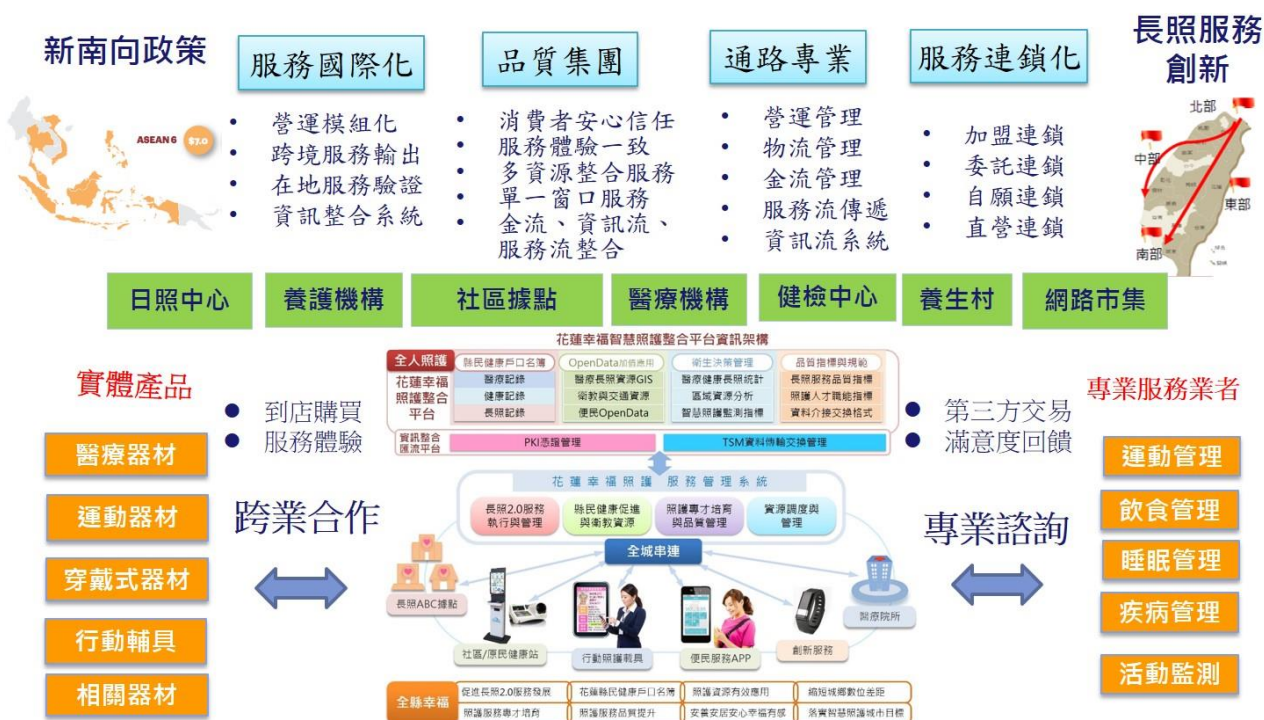 新南向政策
服務國際化
品質集團
通路專業
服務連鎖化
長照服務
創新
ASEAN 6
$7.0
• 營運模組化
• 跨境服務輸出
• 在地服務驗證
• 資訊整合系統
• 消費者安心信任
• 服務體驗一致
• 多資源整合服務
• 單一窗口服務
• 金流、資訊流、
服務流整合
• 營運管理
• 物流管理
• 金流管理
• 服務流傳遞
• 資訊流系統
• 加盟連鎖
• 委託連鎖
• 自願連鎖
• 直營連鎖
北部
中部
東部
南部
日照中心
養護機構
社區據點
醫療機構
健檢中心
養生村
網路市集
花蓮幸福智慧照護整合平台資訊架構
全人照護
花蓮幸福
照護整合
平台
縣民健康戶口名簿
醫療記錄
健康記錄
長照記錄
OpenData加值應用
醫療長照資源GIS
衛教與交通資源
便民OpenData
衛生決策管理
醫療健康長照統計
區域資源分析
智慧照護監測指標
品質指標與規範
長照服務品質指標
照護人才職能指標
資料介接交換格式
資訊整合
匯流平台
PKI憑證管理
TSM資料傳輸交換管理
實體產品
● 到店購買
● 服務體驗
醫療器材
運動器材
穿戴式器材
行動輔具
相關器材
跨業合作
花蓮幸福照護 服務管理系統
長照2.0服務
執行與管理
縣民健康促進
與衛教資源
照護專才培育
與品質管理
資源調度與
管理
全城串連
長照ABC據點
社區/原民健康站
行動照護載具
便民服務APP
創新服務
醫療院所
全縣幸福
促進長照2.0服務發展
花蓮縣民健康戶口名簿
照護資源有效應用
縮短城鄉數位差距
照護服務專才培育
照護服務品質提升
安養安居安心幸福有感
落實智慧照護城市目標
專業服務業者
● 第三方交易
● 滿意度回饋
專業諮詢
運動管理
飲食管理
睡眠管理
疾病管理
活動監測